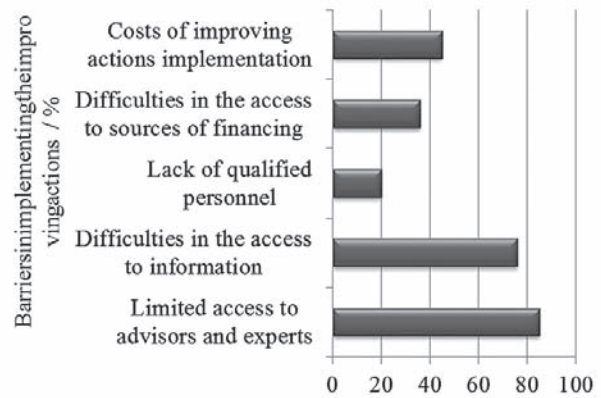 Barriersinimplementingtheimpro
vingactions / %
Costs of improving
actions implementation
Difficulties in the access
to sources of financing
Lack of qualified
personnel
Difficulties in the access
to information
Limited access to
advisors and experts
0 20 40 60 80 100